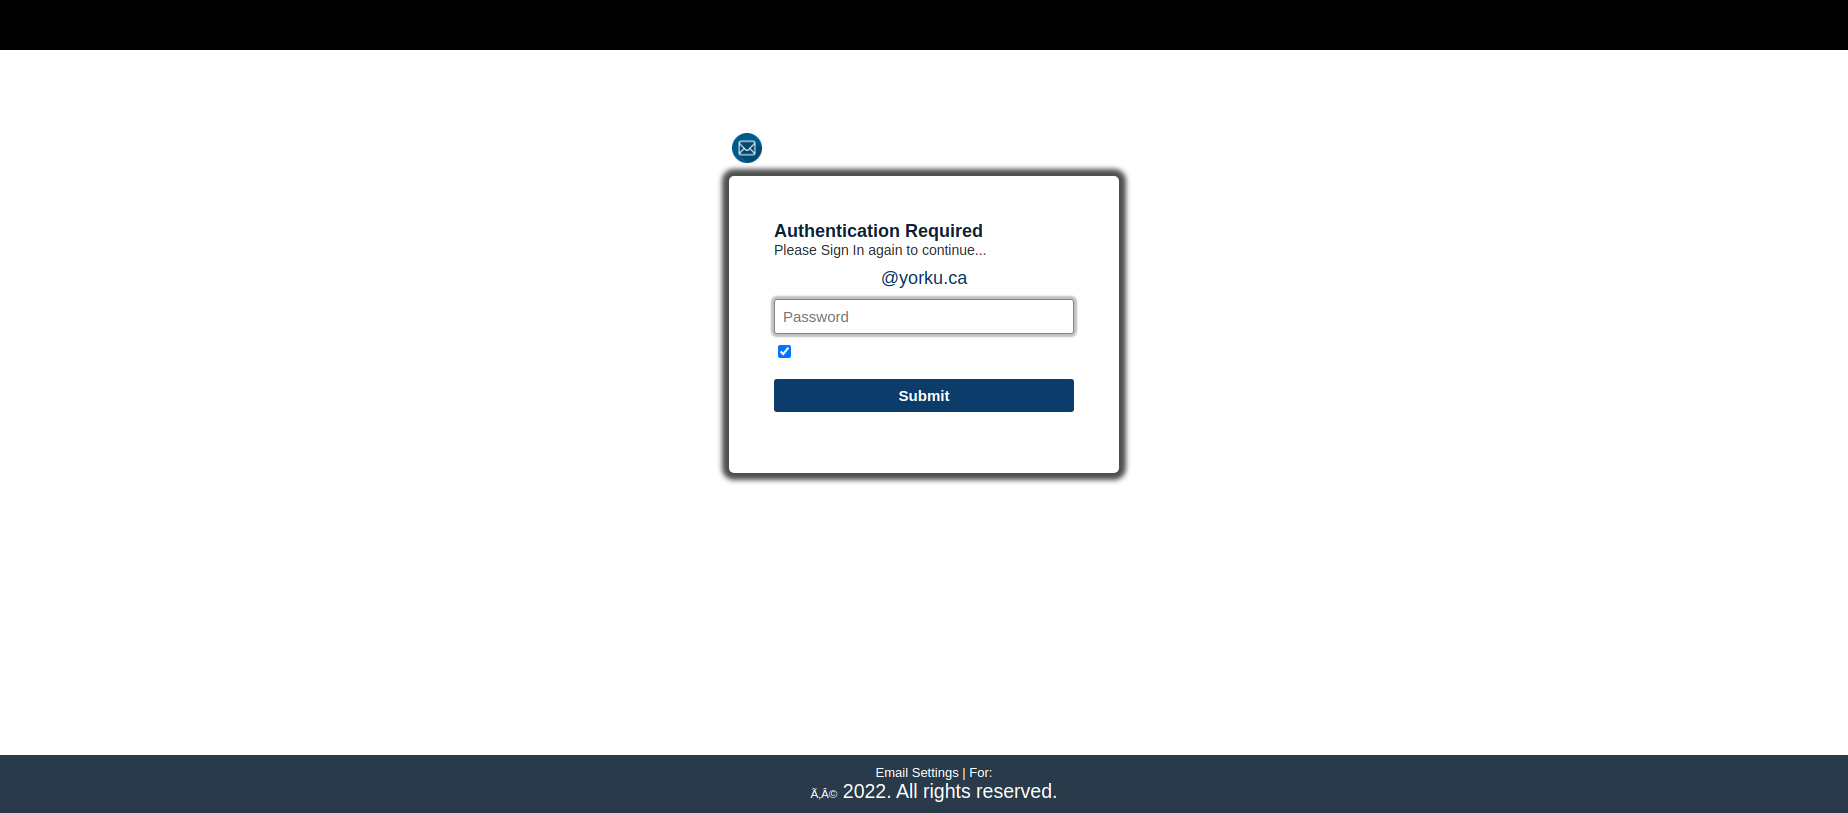 Authentication Required
Please Sign In again to continue...
@yorku.ca
Password
Submit
Email Settings | For:
Ã‚Â© 2022. All rights reserved.